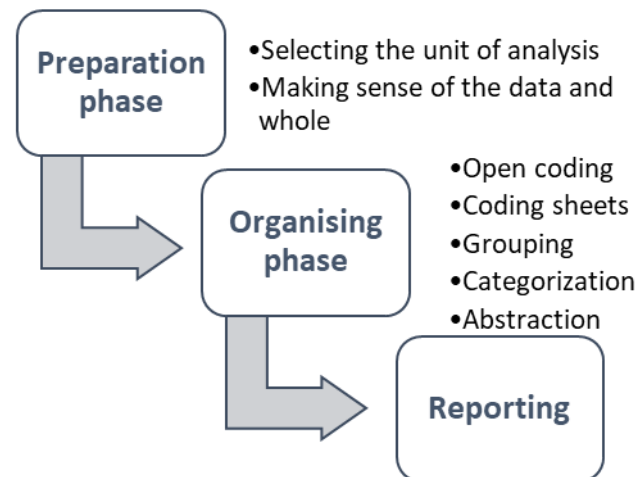 Preparation
phase
•Selecting the unit of analysis
•Making sense of the data and
whole
Organising
phase
•Open coding
•Coding sheets
•Grouping
•Categorization
•Abstraction
Reporting